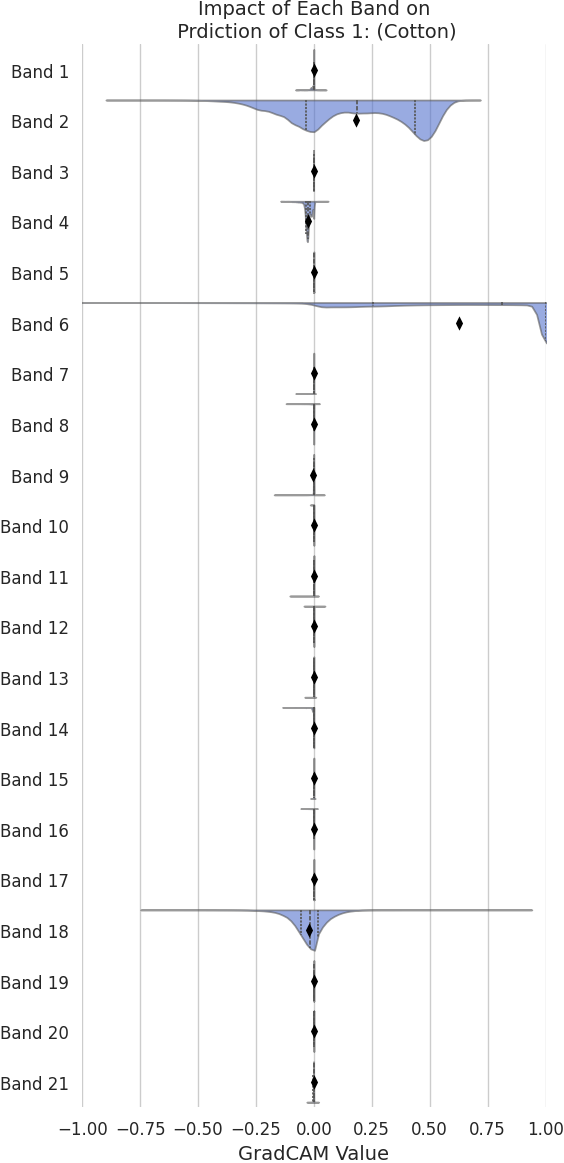 Impact of Each Band on
Prdiction of Class 1: (Cotton)
Band 1
Band 2
Band 3
Band 4
Band 5
Band 6
Band 7
Band 8
Band 9
Band 10
Band 11
Band 12
Band 13
Band 14
Band 15
Band 16
Band 17
Band 18
Band 19
Band 20
Band 21
−1.00 −0.75 −0.50 −0.25 0.00 0.25 0.50 0.75 1.00
GradCAM Value